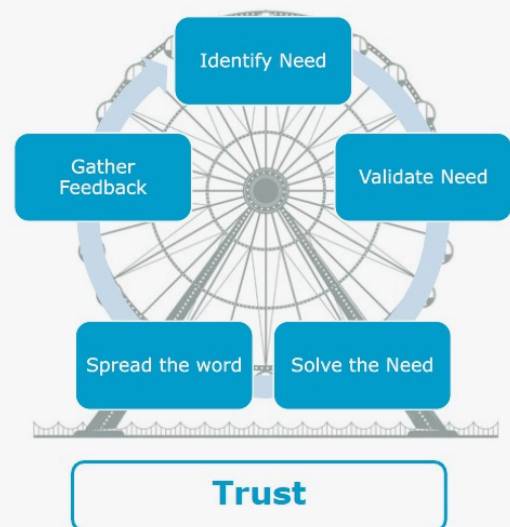 Identify Need
Validate Need
Solve the Need
Spread the word
Gather
Feedback
Trust